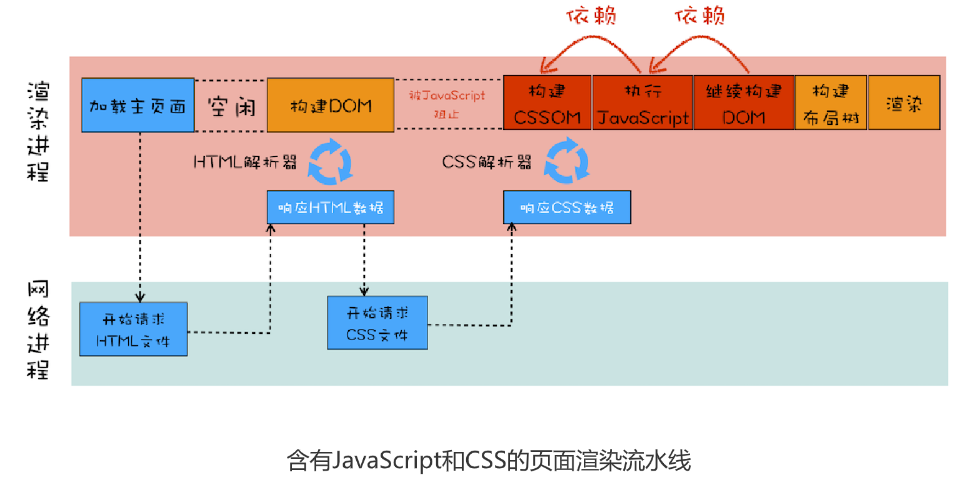 依赖
依赖
渲染进程
加载主页面
空闲
构建DOM
被JavaScript
阻止
构建
CSSOM
执行
JavaScript
继续构建
DOM
构建
布局树
渲染
HTML解析器
CSS解析器
响应HTML数据
响应CSS数据
网络进程
开始请求
HTML文件
开始请求
CSS文件
含有JavaScript和CSS的页面渲染流水线